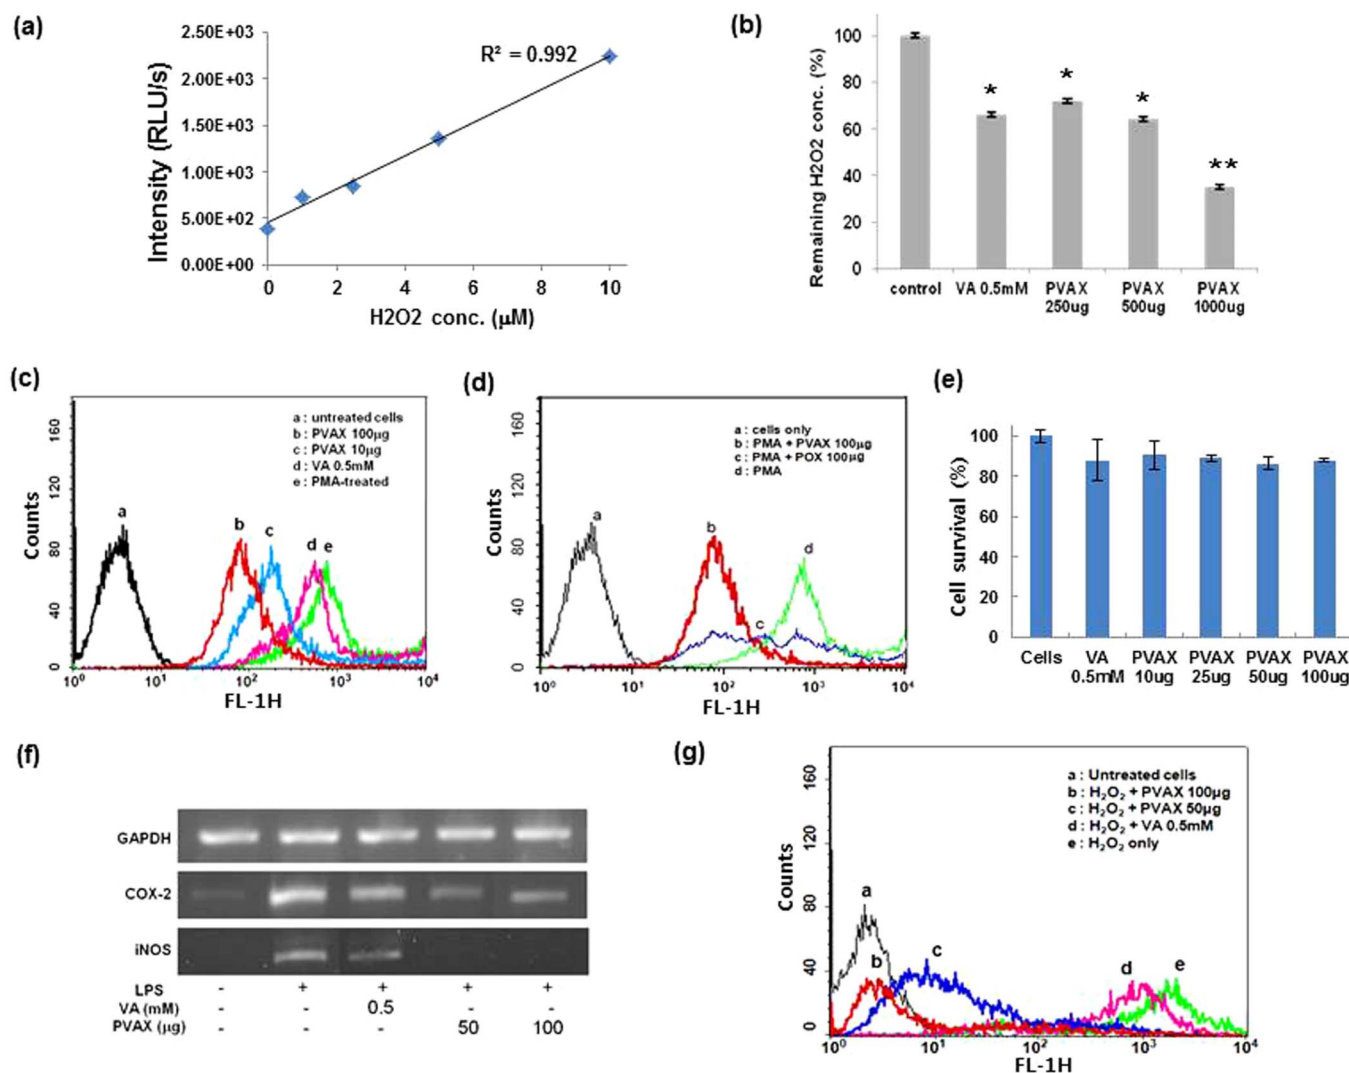 (a)
2.50E+03
2.00E+03
1.50E+03
1.00E+03
5.00E+02
0.00E+00
Intensity (RLU/s)
R² = 0.992
0 2 4 6 8 10
H2O2 conc. (µM)
(b)
Remaining H2O2 conc. (%)
100
80
60
40
20
0
* * * **
control VA 0.5mM PVAX 250ug PVAX 500ug PVAX 1000ug
(c)
Counts
160
120
80
40
0
a : untreated cells
b : PVAX 100µg
c : PVAX 10µg
d : VA 0.5mM
e : PMA-treated
a b c d e
10⁰ 10¹ 10² 10³ 10⁴
FL-1H
(d)
Counts
160
120
80
40
0
a : cells only
b : PMA + PVAX 100µg
c : PMA + POX 100µg
d : PMA
a b c d
10⁰ 10¹ 10² 10³ 10⁴
FL-1H
(e)
Cell survival (%)
100
80
60
40
20
0
Cells VA 0.5mM PVAX 10ug PVAX 25ug PVAX 50ug PVAX 100ug
(f)
GAPDH
COX-2
iNOS
LPS - + + + +
VA (mM) - - 0.5 - -
PVAX (µg) - - - 50 100
(g)
Counts
160
120
80
40
0
a : Untreated cells
b : H₂O₂ + PVAX 100µg
c : H₂O₂ + PVAX 50µg
d : H₂O₂ + VA 0.5mM
e : H₂O₂ only
a b c d e
10⁰ 10¹ 10² 10³ 10⁴
FL-1H